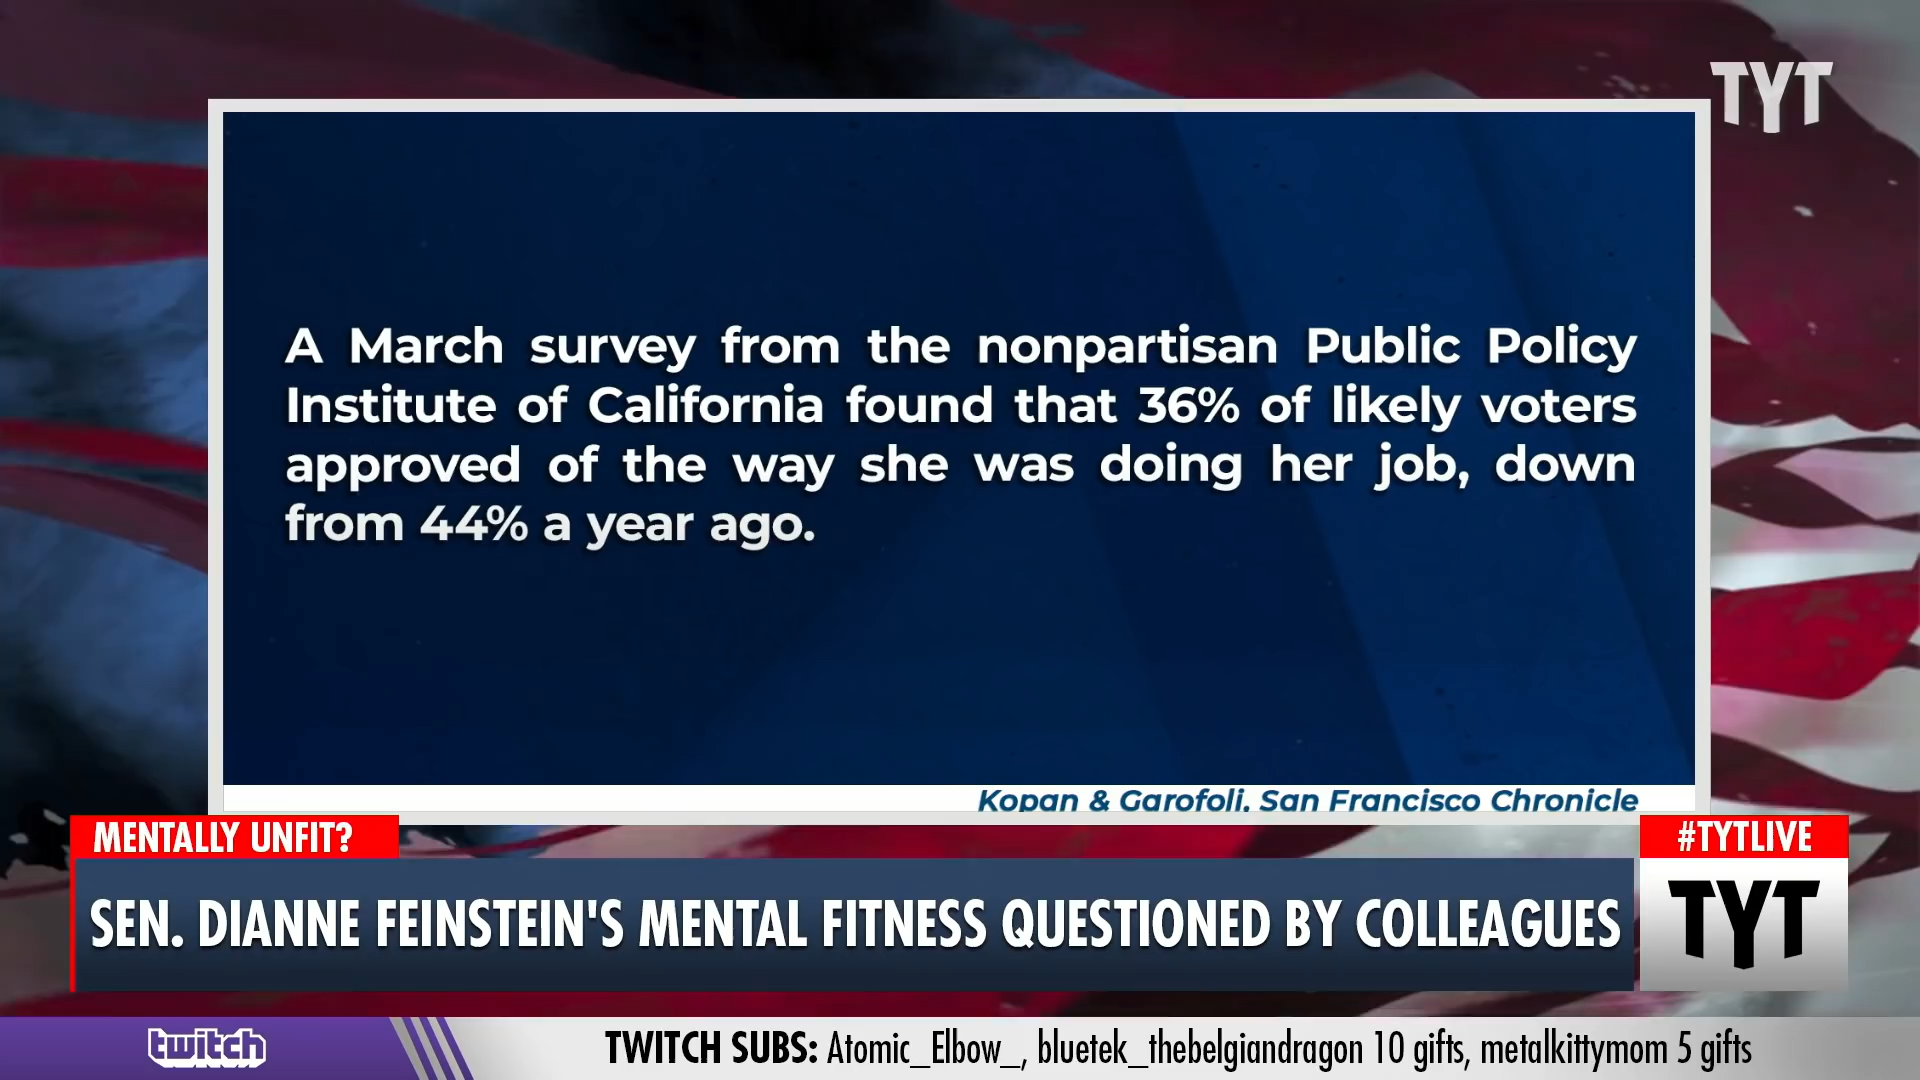 TYT
A March survey from the nonpartisan Public Policy
Institute of California found that 36% of likely voters
approved of the way she was doing her job, down
from 44% a year ago.
Kopan & Garofoli, San Francisco Chronicle
MENTALLY UNFIT?
#TYTLIVE
SEN. DIANNE FEINSTEIN'S MENTAL FITNESS QUESTIONED BY COLLEAGUES
TYT
twitch
TWITCH SUBS: Atomic_Elbow_, bluetek_thebelgiandragon 10 gifts, metalkittymom 5 gifts